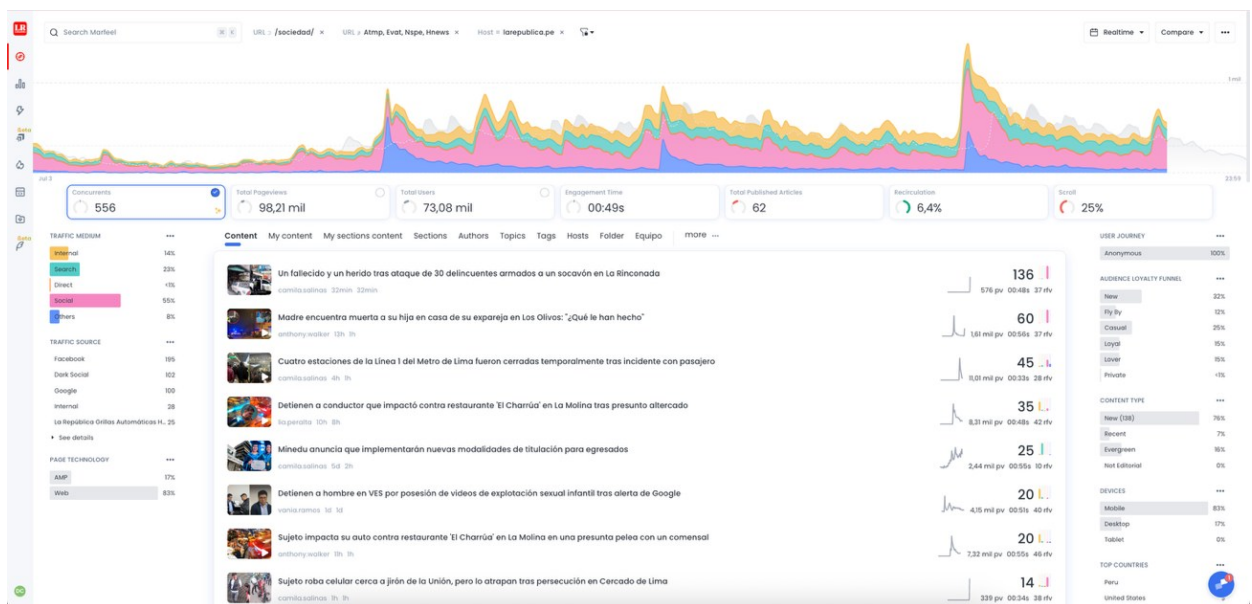 LR
Search Marfeel
⌘ K
URL : /sociedad/ ×
URL ≠ Atmp, Evat, Nspe, Hnews ×
Host = larepublica.pe ×
Realtime
Compare
1 mil
Jul 3
23:59
Concurrents
556
Total Pageviews
98,21 mil
Total Users
73,08 mil
Engagement Time
00:49s
Total Published Articles
62
Recirculation
6,4%
Scroll
25%
Beta
Beta
TRAFFIC MEDIUM
Internal 14%
Search 23%
Direct <1%
Social 55%
Others 8%
TRAFFIC SOURCE
Facebook 195
Dark Social 102
Google 100
Internal 28
La República Grillas Automáticas H... 25
See details
PAGE TECHNOLOGY
AMP 17%
Web 83%
Content My content My sections content Sections Authors Topics Tags Hosts Folder Equipo more ...
Un fallecido y un herido tras ataque de 30 delincuentes armados a un socavón en La Rinconada
136
camila.salinas 22min 32min
576 pv 00:48s 37 rfv
Madre encuentra muerta a su hija en casa de su expareja en Los Olivos: "¿Qué le han hecho"
60
anthony.walker 13h 1h
1,61 mil pv 00:56s 37 rfv
Cuatro estaciones de la Línea 1 del Metro de Lima fueron cerradas temporalmente tras incidente con pasajero
45
camila.salinas 4h 1h
11,01 mil pv 00:33s 28 rfv
Detienen a conductor que impactó contra restaurante 'El Charrúa' en La Molina tras presunto altercado
35
lia.peralta 10h 8h
8,31 mil pv 00:48s 42 rfv
Minedu anuncia que implementarán nuevas modalidades de titulación para egresados
25
camila.salinas 5d 2h
2,44 mil pv 00:55s 10 rfv
Detienen a hombre en VES por posesión de videos de explotación sexual infantil tras alerta de Google
20
vania.ramos 1d 1d
4,15 mil pv 00:51s 40 rfv
Sujeto impacta su auto contra restaurante 'El Charrúa' en La Molina en una presunta pelea con un comensal
20
anthony.walker 11h 1h
7,32 mil pv 00:55s 46 rfv
Sujeto roba celular cerca a jirón de la Unión, pero lo atrapan tras persecución en Cercado de Lima
14
camila.salinas 1h 1h
339 pv 00:34s 38 rfv
USER JOURNEY
Anonymous 100%
AUDIENCE LOYALTY FUNNEL
New 32%
Fly By 12%
Casual 25%
Loyal 15%
Lover 15%
Private <1%
CONTENT TYPE
New (138) 76%
Recent 7%
Evergreen 16%
Not Editorial 0%
DEVICES
Mobile 83%
Desktop 17%
Tablet 0%
TOP COUNTRIES
Peru
United States
DC